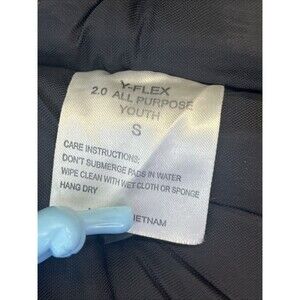 Y-FLEX
2.0 ALL PURPOSE
YOUTH
S
CARE INSTRUCTIONS:
DON'T SUBMERGE PADS IN WATER
WIPE CLEAN WITH WET CLOTH OR SPONGE
HANG DRY